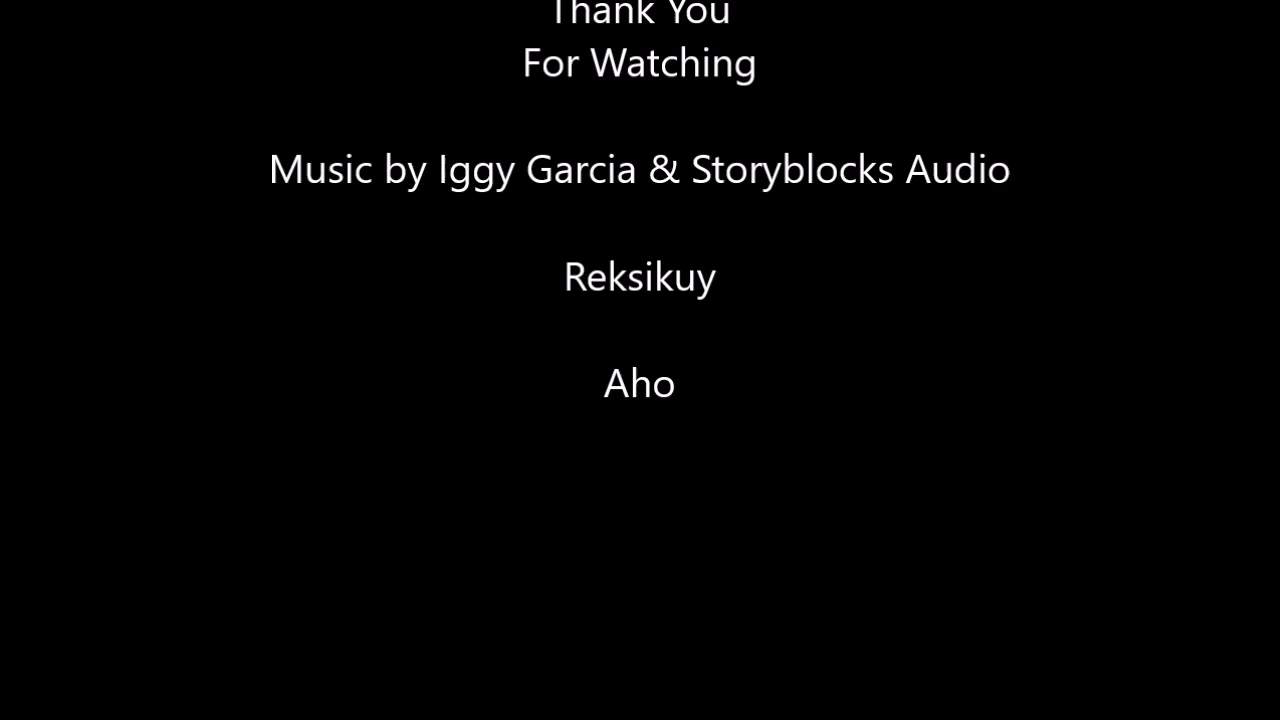 Thank You
For Watching
Music by Iggy Garcia & Storyblocks Audio
Reksikuy
Aho